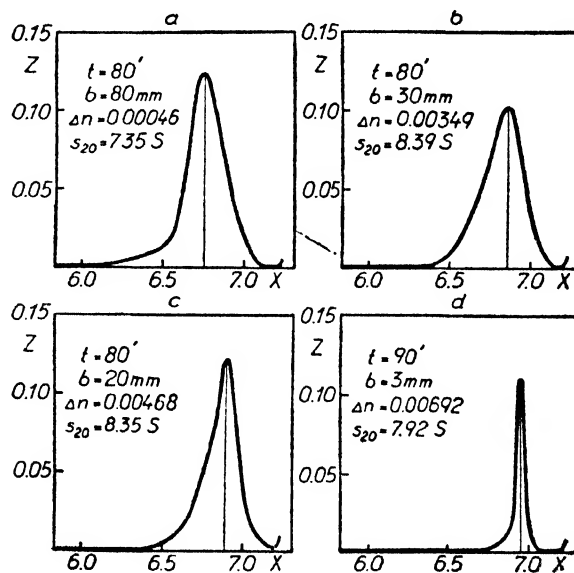 a
0.15
Z
t = 80'
b = 80mm
Δn = 0.00046
s20 = 7.35 S
0.10
0.05
6.0 6.5 7.0 X
b
0.15
Z
t = 80'
b = 30mm
Δn = 0.00349
s20 = 8.39 S
0.10
0.05
6.0 6.5 7.0 X
c
0.15
Z
t = 80'
b = 20mm
Δn = 0.00468
s20 = 8.35 S
0.10
0.05
6.0 6.5 7.0 X
d
0.15
Z
t = 90'
b = 3mm
Δn = 0.00692
s20 = 7.92 S
0.10
0.05
6.0 6.5 7.0 X